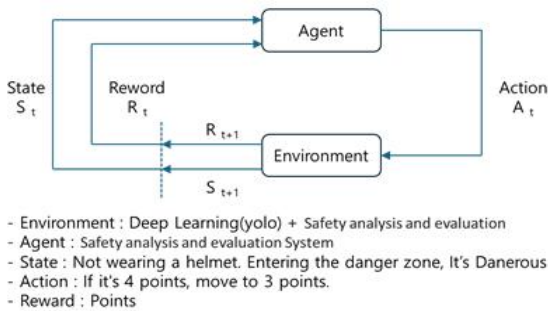 Agent
State
S t
Reword
R t
Action
A t
R t+1
Environment
S t+1
- Environment : Deep Learning(yolo) + Safety analysis and evaluation
- Agent : Safety analysis and evaluation System
- State : Not wearing a helmet. Entering the danger zone, It's Danerous
- Action : If it's 4 points, move to 3 points.
- Reward : Points